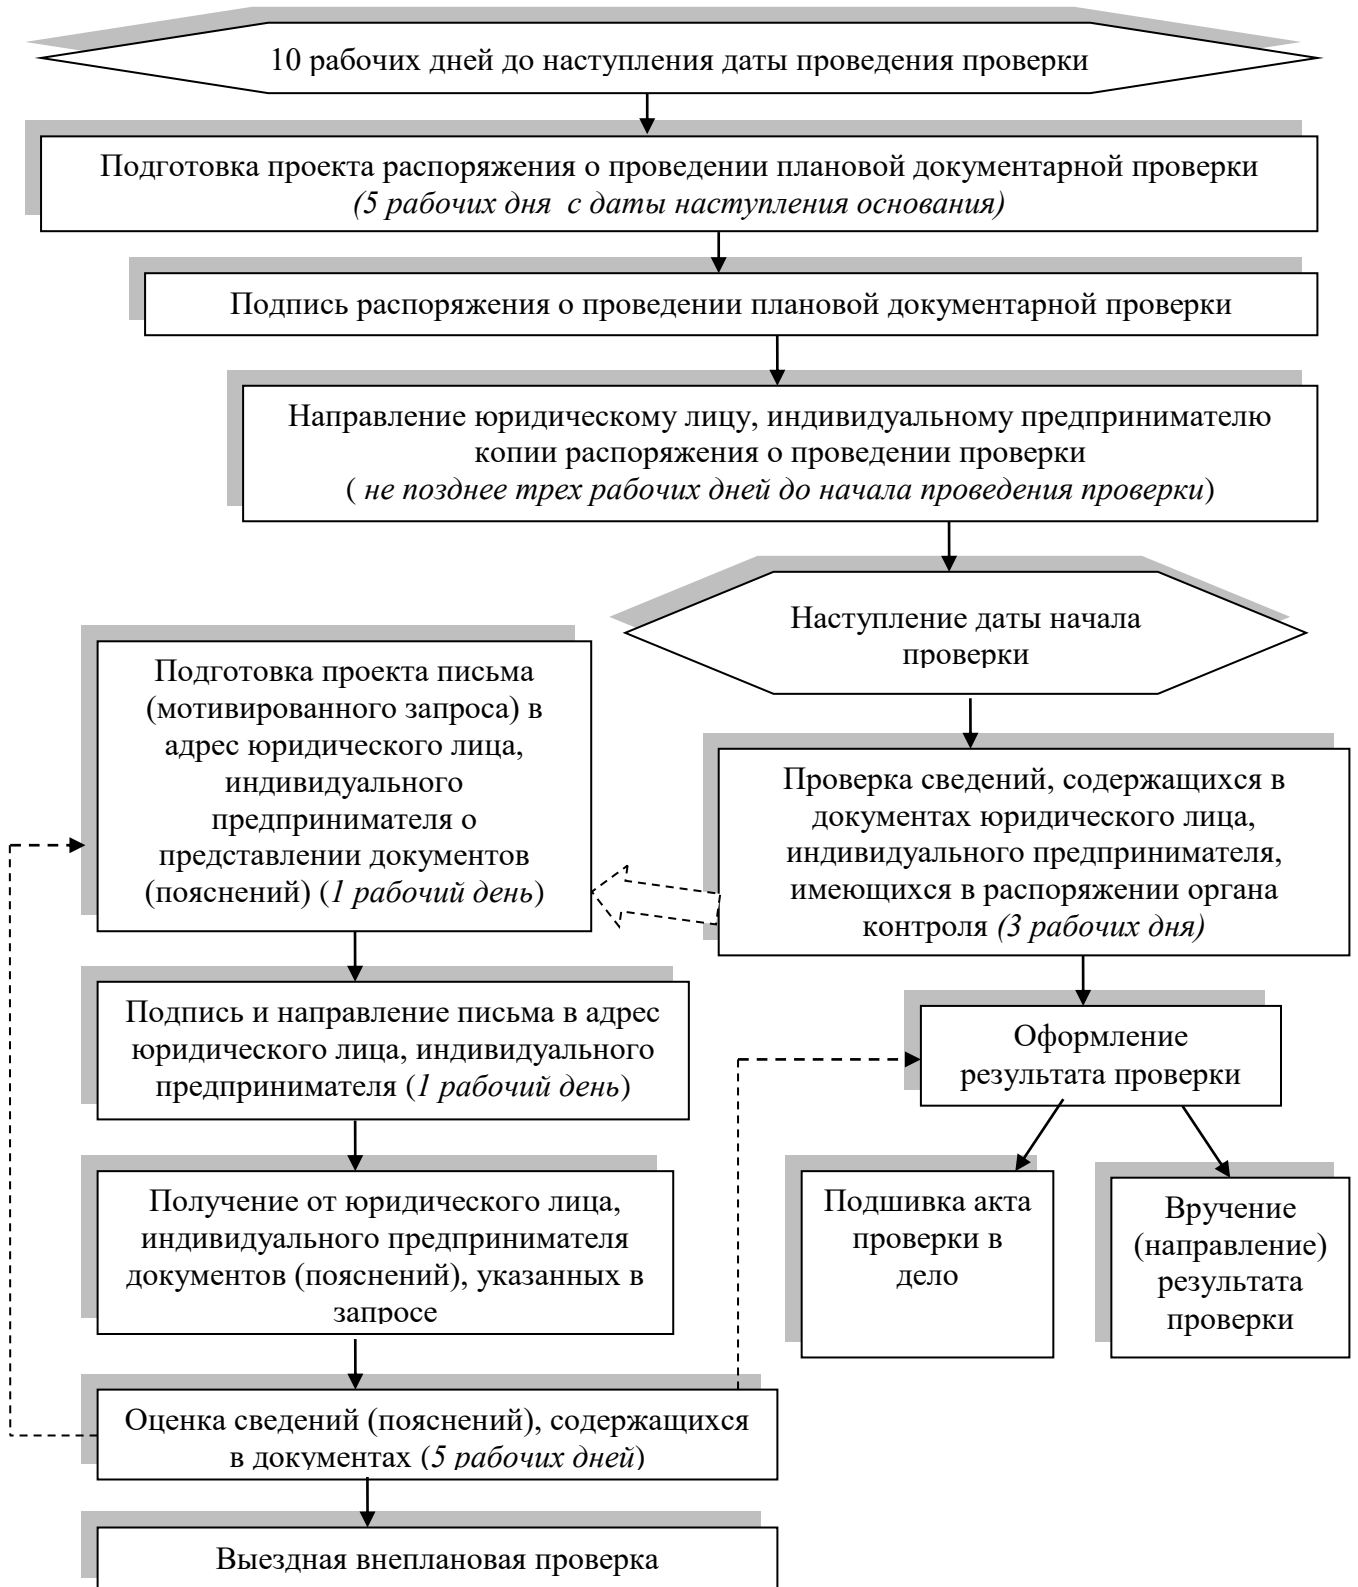 10 рабочих дней до наступления даты проведения проверки
Подготовка проекта распоряжения о проведении плановой документарной проверки
(5 рабочих дня  с даты наступления основания)
Подпись распоряжения о проведении плановой документарной проверки
Направление юридическому лицу, индивидуальному предпринимателю
копии распоряжения о проведении проверки
( не позднее трех рабочих дней до начала проведения проверки)
Наступление даты начала
проверки
Подготовка проекта письма
(мотивированного запроса) в
адрес юридического лица,
индивидуального
предпринимателя о
представлении документов
(пояснений) (1 рабочий день)
Проверка сведений, содержащихся в
документах юридического лица,
индивидуального предпринимателя,
имеющихся в распоряжении органа
контроля (3 рабочих дня)
Подпись и направление письма в адрес
юридического лица, индивидуального
предпринимателя (1 рабочий день)
Оформление
результата проверки
Получение от юридического лица,
индивидуального предпринимателя
документов (пояснений), указанных в
запросе
Подшивка акта
проверки в
дело
Вручение
(направление)
результата
проверки
Оценка сведений (пояснений), содержащихся
в документах (5 рабочих дней)
Выездная внеплановая проверка